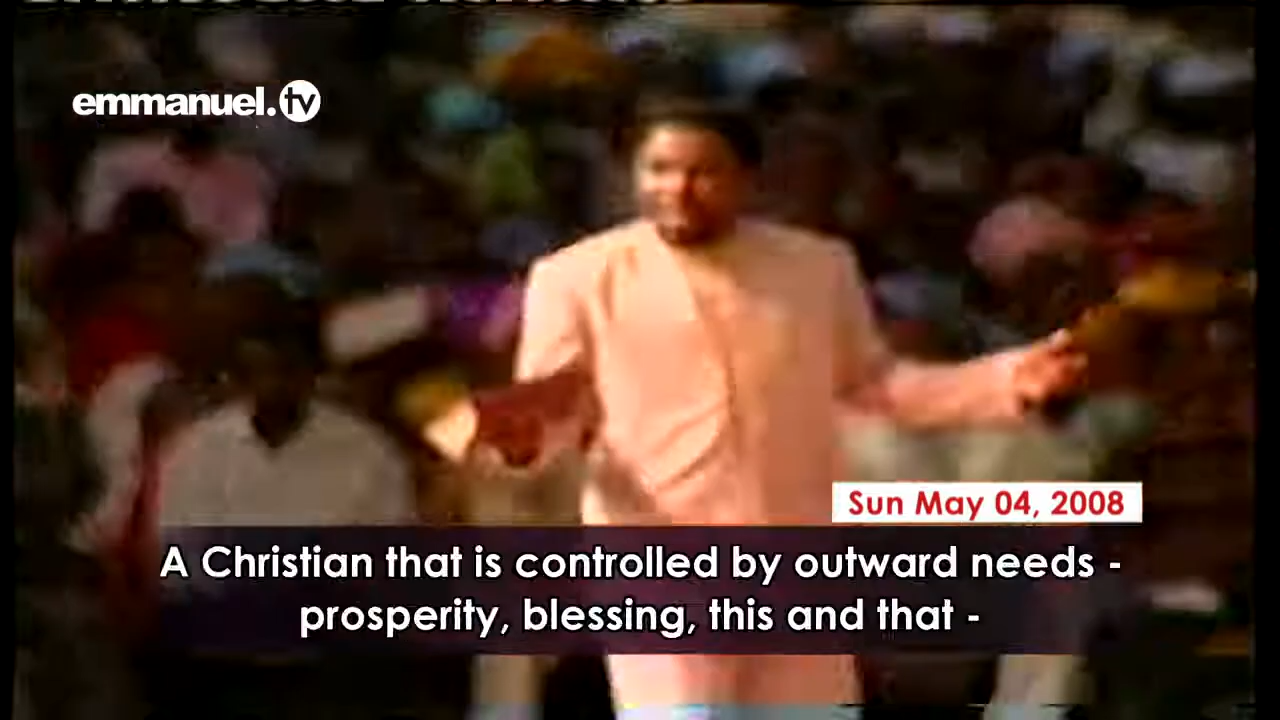 emmanuel.tv
Sun May 04, 2008
A Christian that is controlled by outward needs -
prosperity, blessing, this and that -